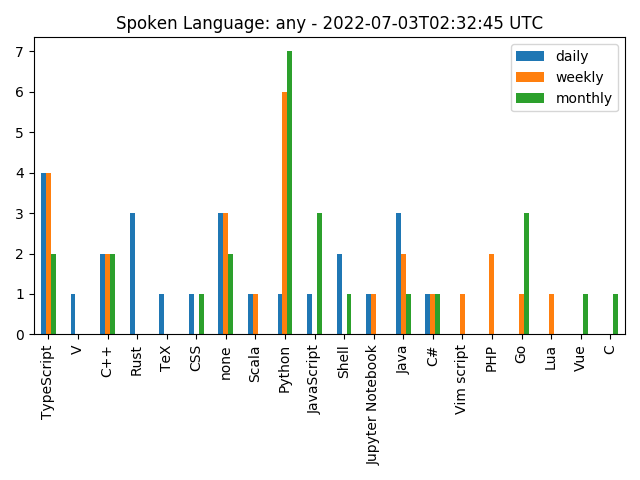 Spoken Language: any - 2022-07-03T02:32:45 UTC
daily
weekly
monthly
7
6
5
4
3
2
1
0
TypeScript
V
C++
Rust
TeX
CSS
none
Scala
Python
JavaScript
Shell
Jupyter Notebook
Java
C#
Vim script
PHP
Go
Lua
Vue
C